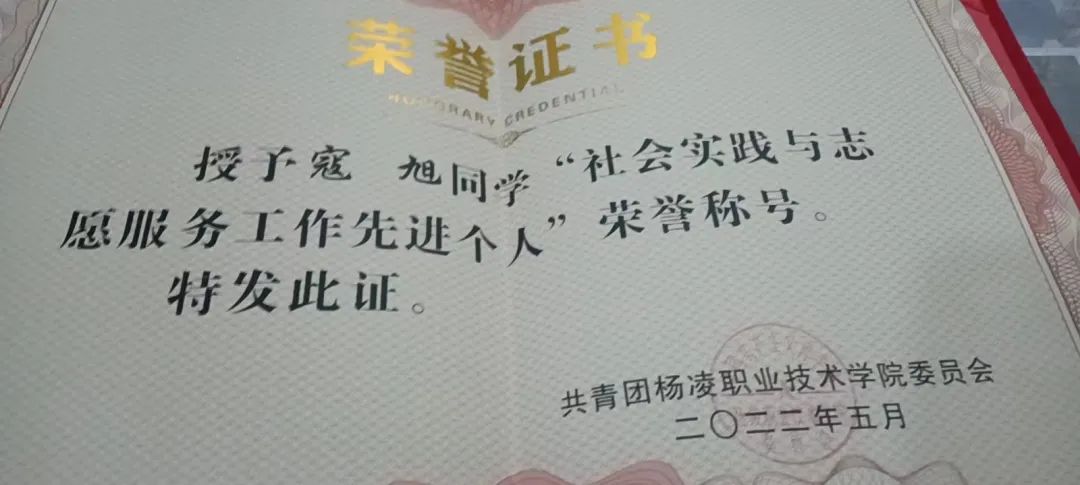 荣誉证书
HONORARY CREDENTIAL
授予寇 旭同学“社会实践与志
愿服务工作先进个人”荣誉称号。
特发此证。
共青团杨凌职业技术学院委员会
二〇二二年五月